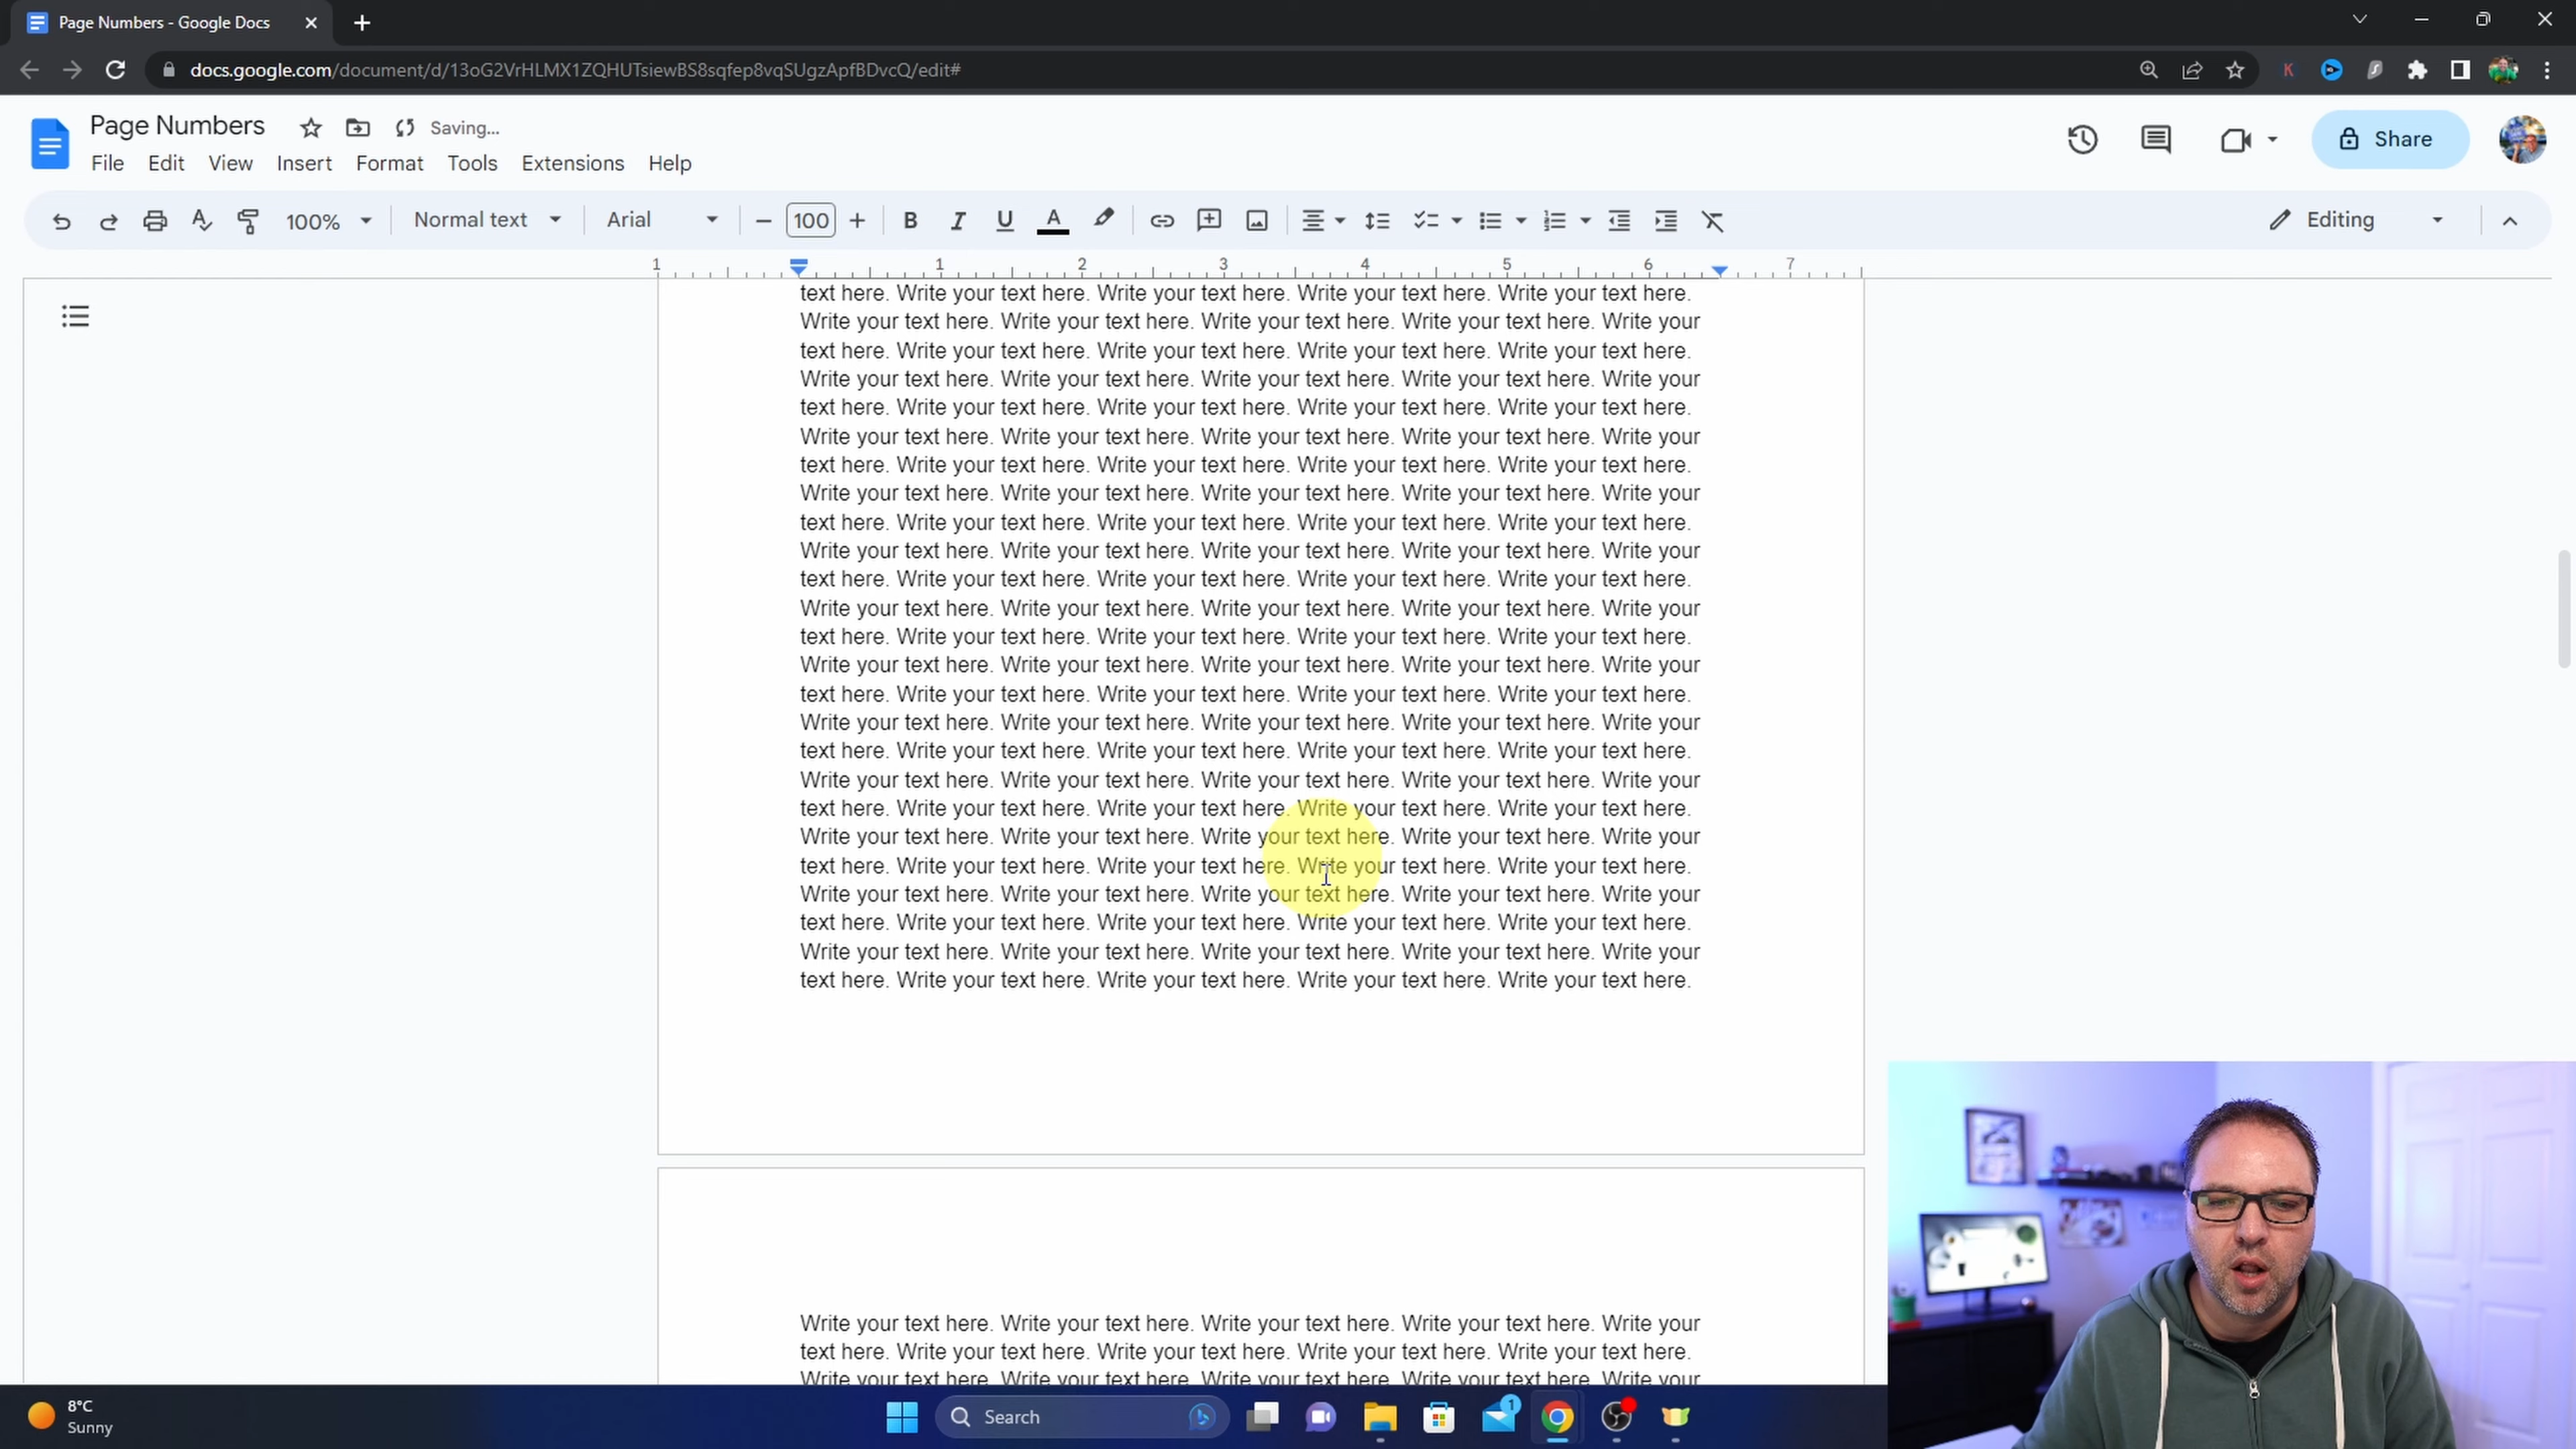 Page Numbers - Google Docs
docs.google.com/document/d/13oG2VrHLMX1ZQHUTsiewBS8sqfep8vqSUgzApfBDvcQ/edit#
Page Numbers
Saving...
File Edit View Insert Format Tools Extensions Help
Share
100% Normal text Arial 100 B I U A Editing
1 1 2 3 4 5 6 7
text here. Write your text here. Write your text here. Write your text here. Write your text here.
Write your text here. Write your text here. Write your text here. Write your text here. Write your
text here. Write your text here. Write your text here. Write your text here. Write your text here.
Write your text here. Write your text here. Write your text here. Write your text here. Write your
text here. Write your text here. Write your text here. Write your text here. Write your text here.
Write your text here. Write your text here. Write your text here. Write your text here. Write your
text here. Write your text here. Write your text here. Write your text here. Write your text here.
Write your text here. Write your text here. Write your text here. Write your text here. Write your
text here. Write your text here. Write your text here. Write your text here. Write your text here.
Write your text here. Write your text here. Write your text here. Write your text here. Write your
text here. Write your text here. Write your text here. Write your text here. Write your text here.
Write your text here. Write your text here. Write your text here. Write your text here. Write your
text here. Write your text here. Write your text here. Write your text here. Write your text here.
Write your text here. Write your text here. Write your text here. Write your text here. Write your
text here. Write your text here. Write your text here. Write your text here. Write your text here.
Write your text here. Write your text here. Write your text here. Write your text here. Write your
text here. Write your text here. Write your text here. Write your text here. Write your text here.
Write your text here. Write your text here. Write your text here. Write your text here. Write your
text here. Write your text here. Write your text here. Write your text here. Write your text here.
Write your text here. Write your text here. Write your text here. Write your text here. Write your
text here. Write your text here. Write your text here. Write your text here. Write your text here.
Write your text here. Write your text here. Write your text here. Write your text here. Write your
text here. Write your text here. Write your text here. Write your text here. Write your text here.
Write your text here. Write your text here. Write your text here. Write your text here. Write your
text here. Write your text here. Write your text here. Write your text here. Write your text here.
Write your text here. Write your text here. Write your text here. Write your text here. Write your
text here. Write your text here. Write your text here. Write your text here. Write your text here.
Write your text here. Write your text here. Write your text here. Write your text here. Write your
8°C
Sunny
Search
1